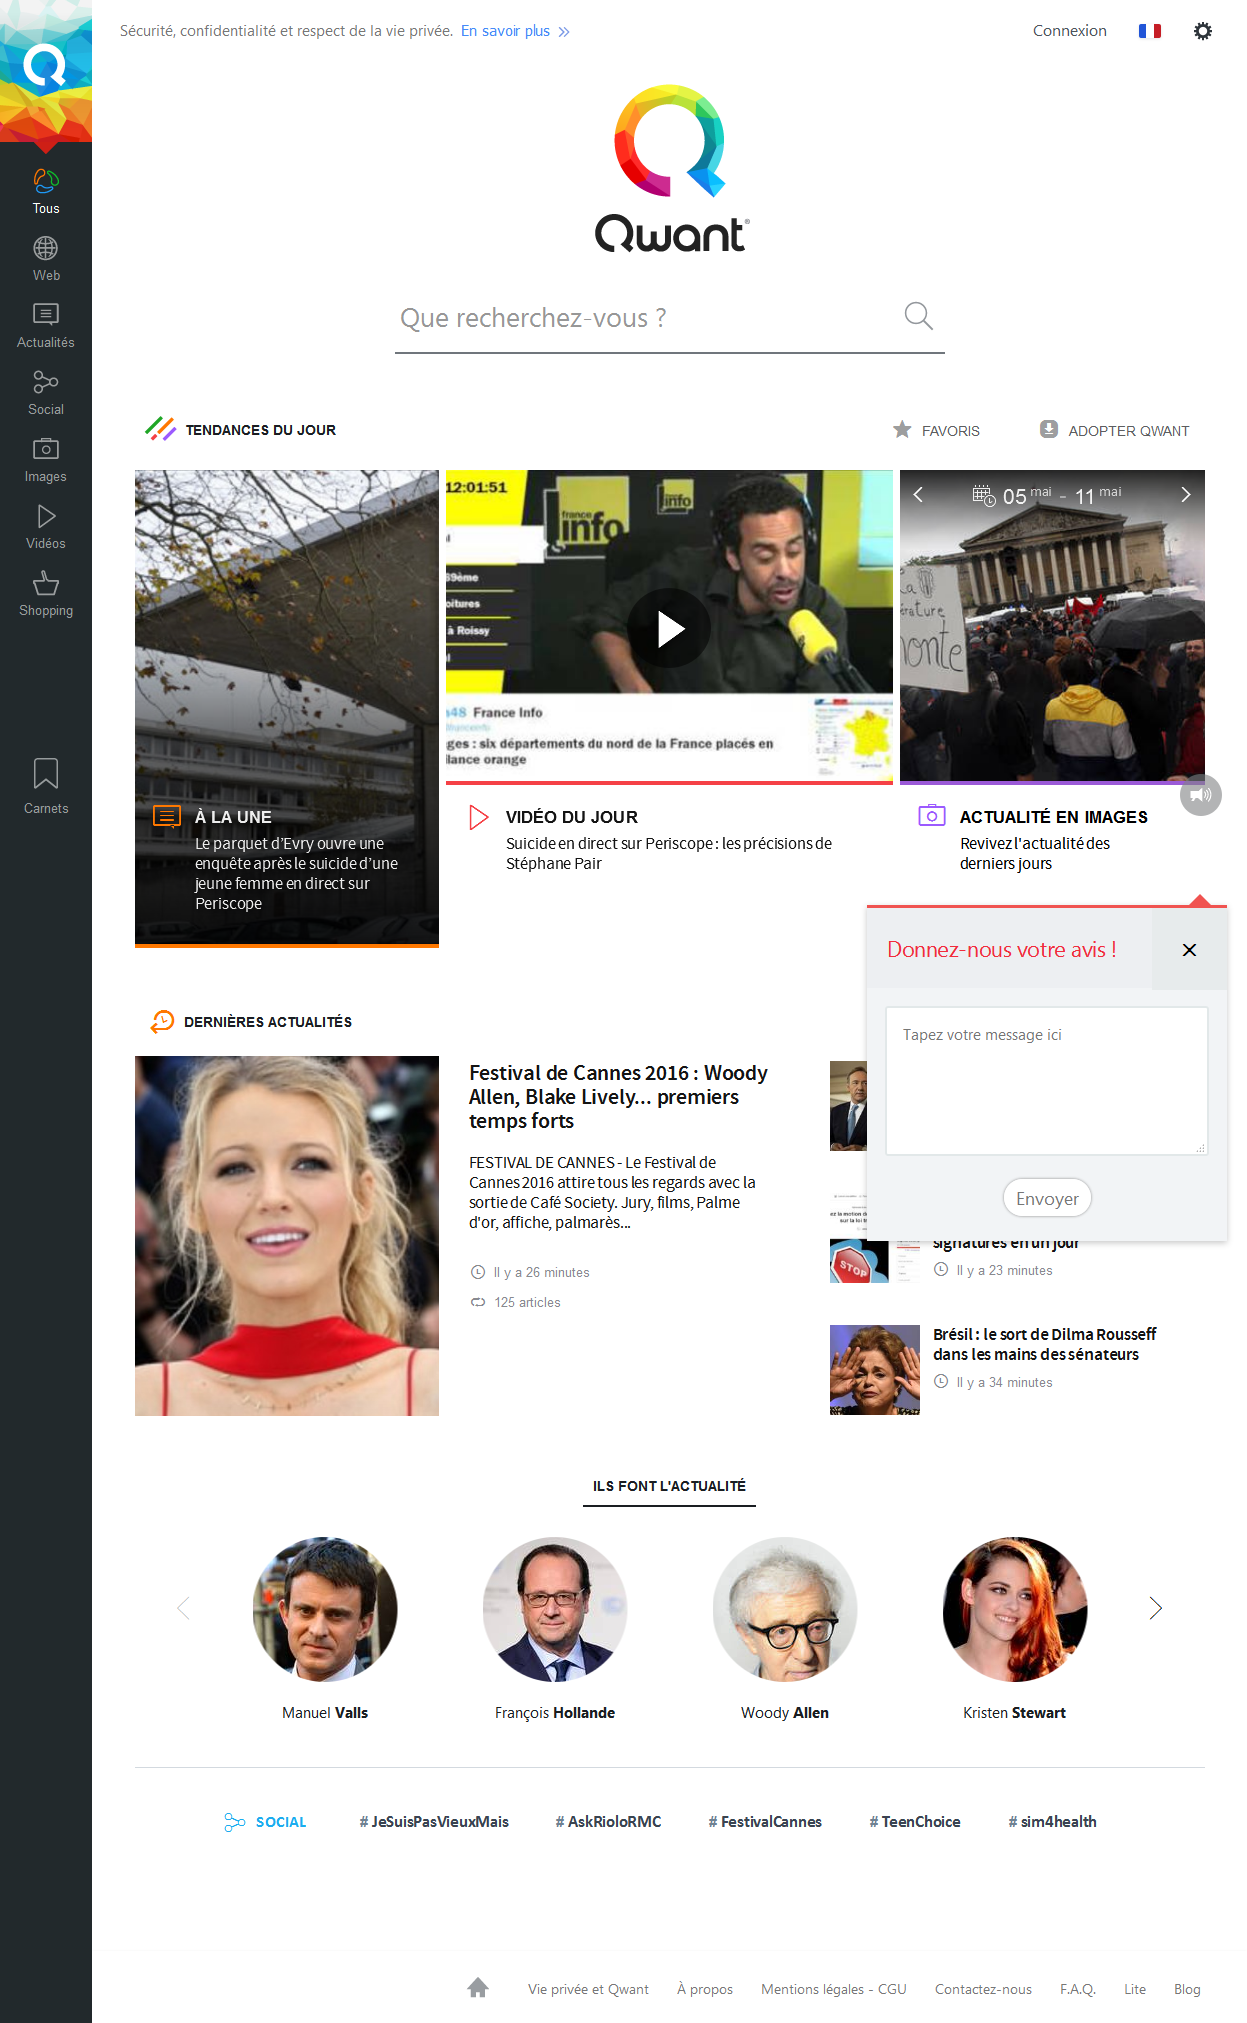 Sécurité, confidentialité et respect de la vie privée. En savoir plus
Connexion
Qwant
Tous
Web
Actualités
Social
Images
Vidéos
Shopping
Carnets
Que recherchez-vous ?
TENDANCES DU JOUR
FAVORIS
ADOPTER QWANT
12:01:51
france
info
info
39ème
oitures
à Roissy
48 France Info
ges : six départements du nord de la France placés en
lance orange
05 mai - 11 mai
À LA UNE
Le parquet d’Evry ouvre une
enquête après le suicide d’une
jeune femme en direct sur
Periscope
VIDÉO DU JOUR
Suicide en direct sur Periscope : les précisions de
Stéphane Pair
ACTUALITÉ EN IMAGES
Revivez l'actualité des
derniers jours
Donnez-nous votre avis !
Tapez votre message ici
Envoyer
DERNIÈRES ACTUALITÉS
Festival de Cannes 2016 : Woody
Allen, Blake Lively... premiers
temps forts
FESTIVAL DE CANNES - Le Festival de
Cannes 2016 attire tous les regards avec la
sortie de Café Society. Jury, films, Palme
d'or, affiche, palmarès...
Il y a 26 minutes
125 articles
STOP
signatures en un jour
Il y a 23 minutes
Brésil : le sort de Dilma Rousseff
dans les mains des sénateurs
Il y a 34 minutes
ILS FONT L'ACTUALITÉ
Manuel Valls
François Hollande
Woody Allen
Kristen Stewart
SOCIAL
# JeSuisPasVieuxMais
# AskRioloRMC
# FestivalCannes
# TeenChoice
# sim4health
Vie privée et Qwant
À propos
Mentions légales - CGU
Contactez-nous
F.A.Q.
Lite
Blog